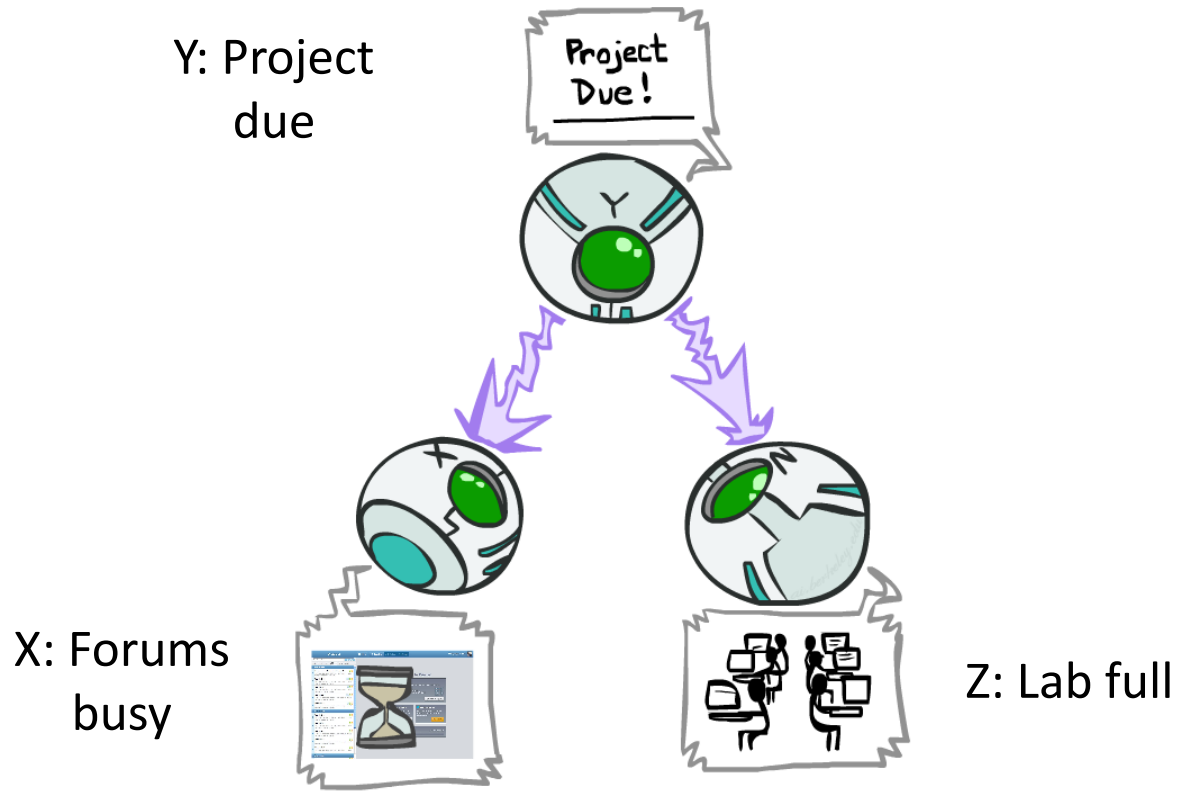 Y: Project
due
Project
Due!
Y
X
Z
X: Forums
busy
Z: Lab full